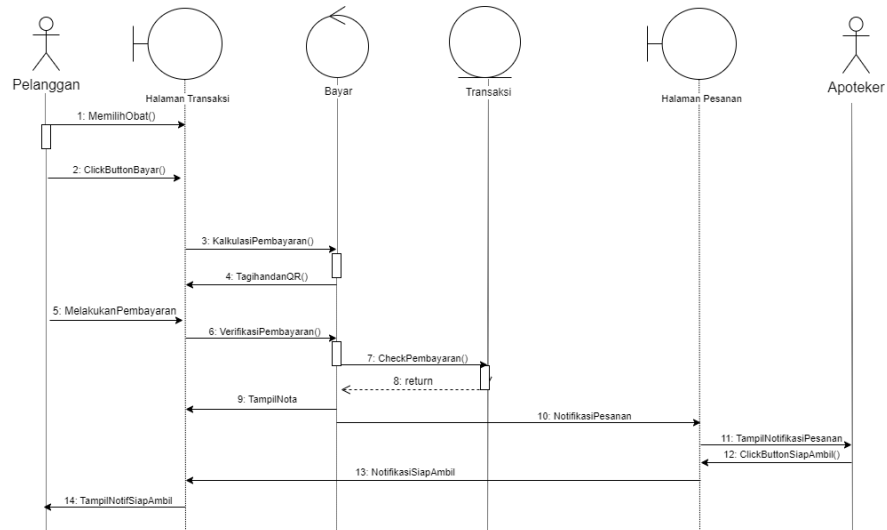 Pelanggan
Halaman Transaksi
Bayar
Transaksi
Halaman Pesanan
Apoteker
1: MemilihObat()
2: ClickButtonBayar()
3: KalkulasiPembayaran()
4: TagihandanQR()
5: MelakukanPembayaran
6: VerifikasiPembayaran()
7: CheckPembayaran()
8: return
9: TampilNota
10: NotifikasiPesanan
11: TampilNotifikasiPesanan
12: ClickButtonSiapAmbil()
13: NotifikasiSiapAmbil
14: TampilNotifSiapAmbil